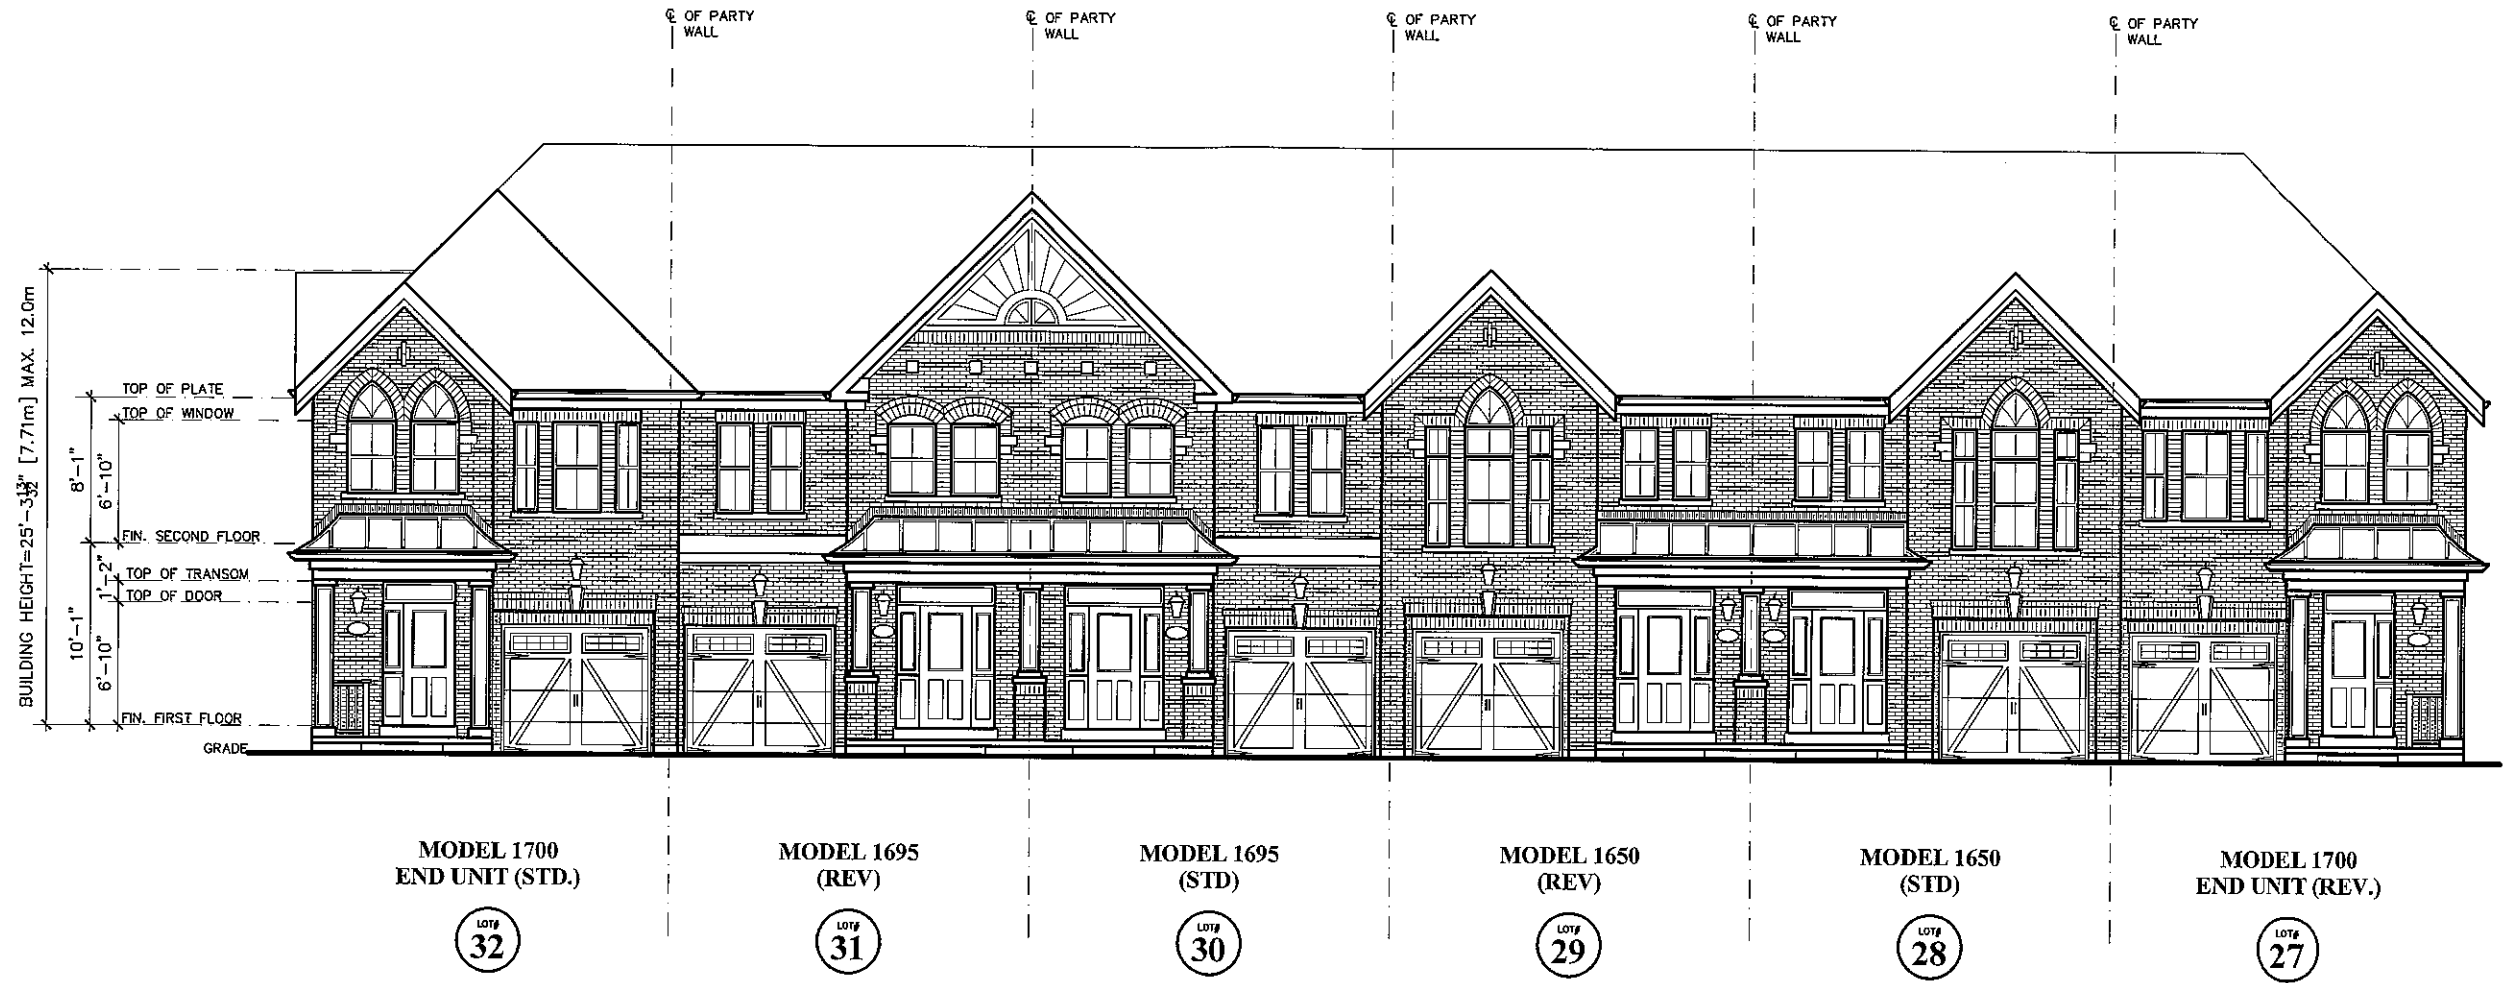 ℄ OF PARTY
WALL
℄ OF PARTY
WALL
℄ OF PARTY
WALL
℄ OF PARTY
WALL
℄ OF PARTY
WALL
BUILDING HEIGHT=25'-3 13/32" [7.71m] MAX. 12.0m
TOP OF PLATE
TOP OF WINDOW
8'-1"
6'-10"
FIN. SECOND FLOOR
1'-2"
TOP OF TRANSOM
TOP OF DOOR
10'-1"
6'-10"
FIN. FIRST FLOOR
GRADE
MODEL 1700
END UNIT (STD.)
LOT#
32
MODEL 1695
(REV)
LOT#
31
MODEL 1695
(STD)
LOT#
30
MODEL 1650
(REV)
LOT#
29
MODEL 1650
(STD)
LOT#
28
MODEL 1700
END UNIT (REV.)
LOT#
27